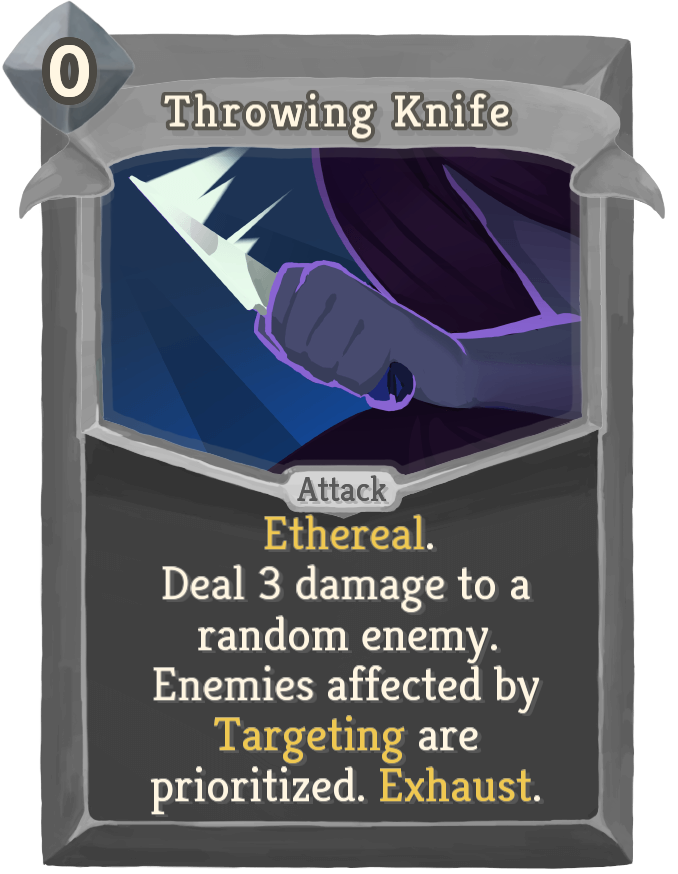 0
Throwing Knife
Attack
Ethereal.
Deal 3 damage to a
random enemy.
Enemies affected by
Targeting are
prioritized. Exhaust.